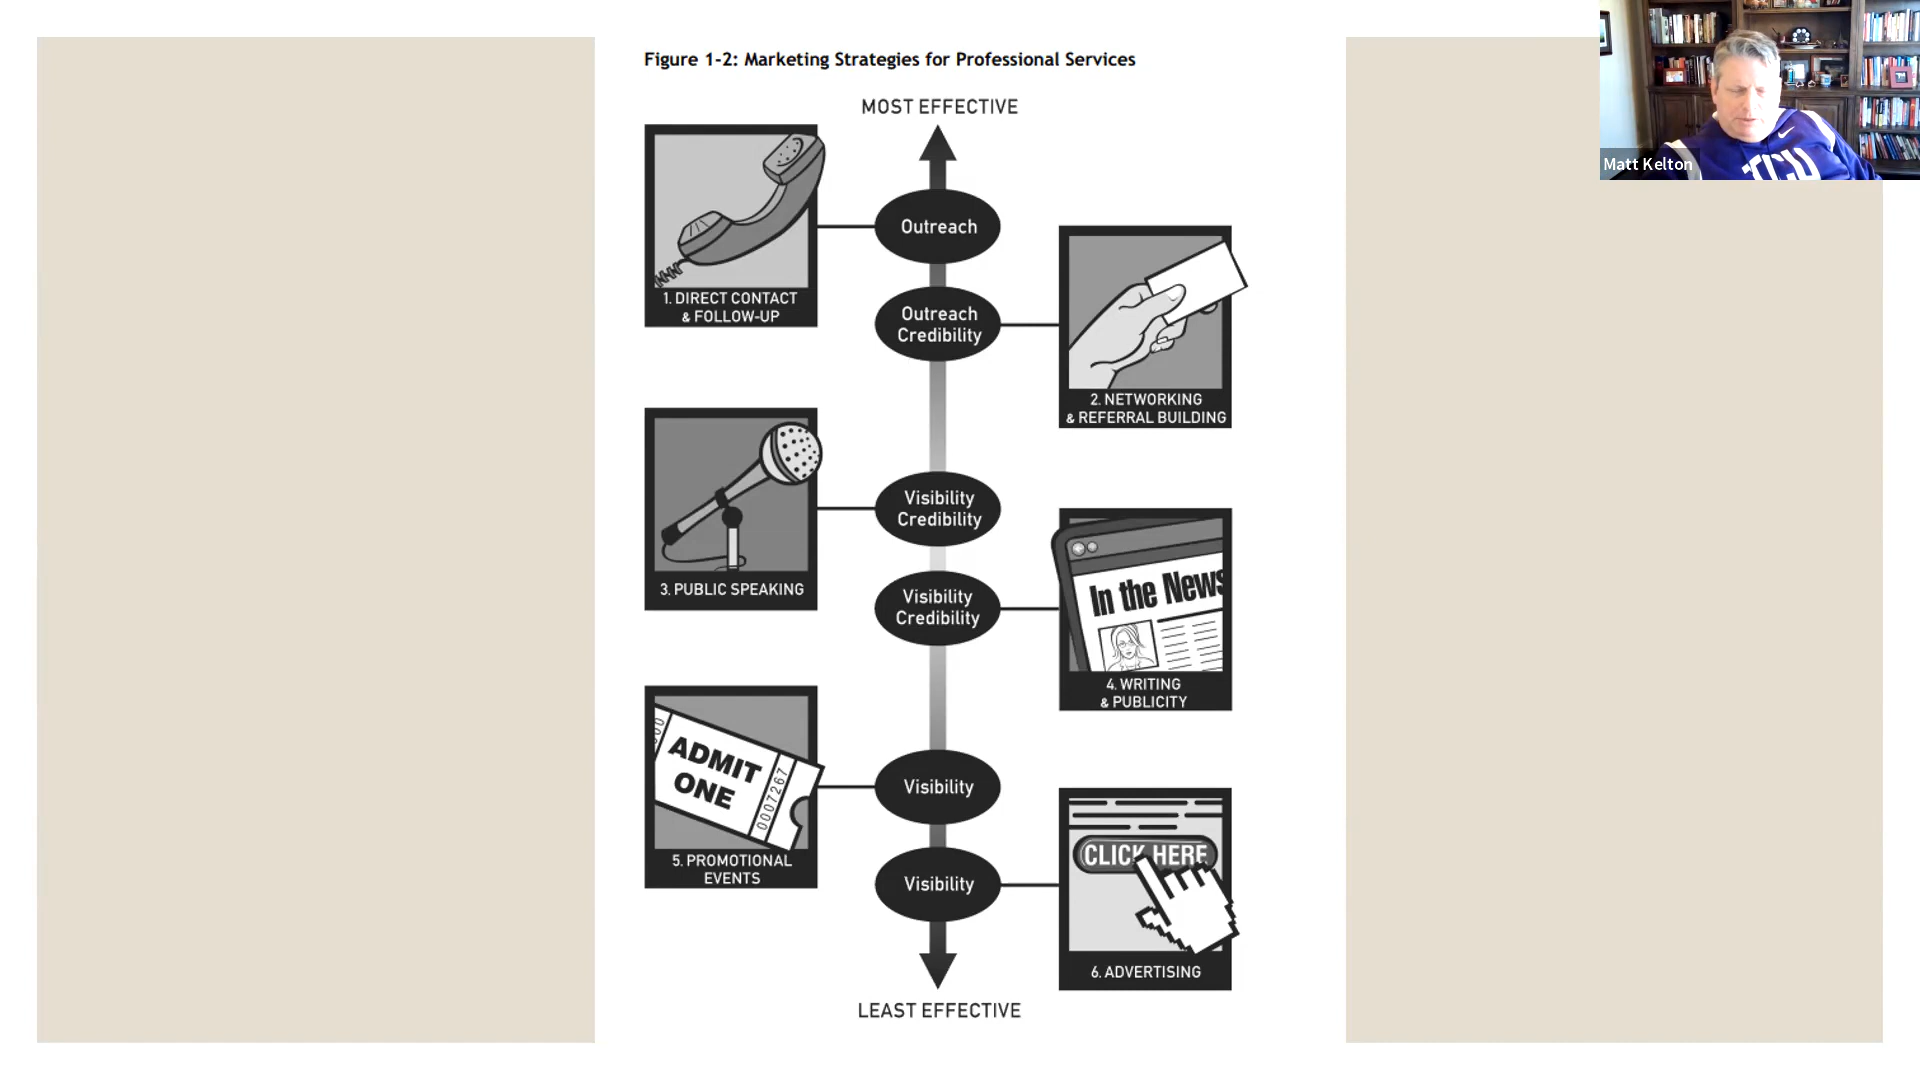 Figure 1-2: Marketing Strategies for Professional Services
MOST EFFECTIVE
Outreach
1. DIRECT CONTACT
& FOLLOW-UP
Outreach
Credibility
2. NETWORKING
& REFERRAL BUILDING
Visibility
Credibility
3. PUBLIC SPEAKING
Visibility
Credibility
In the News
4. WRITING
& PUBLICITY
ADMIT
ONE
0007267
Visibility
5. PROMOTIONAL
EVENTS
CLICK HERE
Visibility
6. ADVERTISING
LEAST EFFECTIVE
Matt Kelton
TCU